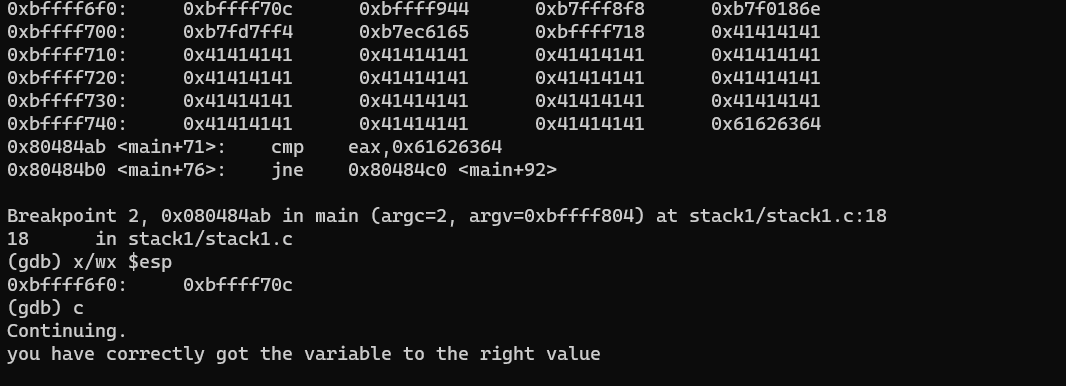 0xbffff6f0:     0xbffff70c      0xbffff944      0xb7fff8f8      0xb7f0186e
0xbffff700:     0xb7fd7ff4      0xb7ec6165      0xbffff718      0x41414141
0xbffff710:     0x41414141      0x41414141      0x41414141      0x41414141
0xbffff720:     0x41414141      0x41414141      0x41414141      0x41414141
0xbffff730:     0x41414141      0x41414141      0x41414141      0x41414141
0xbffff740:     0x41414141      0x41414141      0x41414141      0x61626364
0x80484ab <main+71>:    cmp    eax,0x61626364
0x80484b0 <main+76>:    jne    0x80484c0 <main+92>
Breakpoint 2, 0x080484ab in main (argc=2, argv=0xbffff804) at stack1/stack1.c:18
18      in stack1/stack1.c
(gdb) x/wx $esp
0xbffff6f0:     0xbffff70c
(gdb) c
Continuing.
you have correctly got the variable to the right value